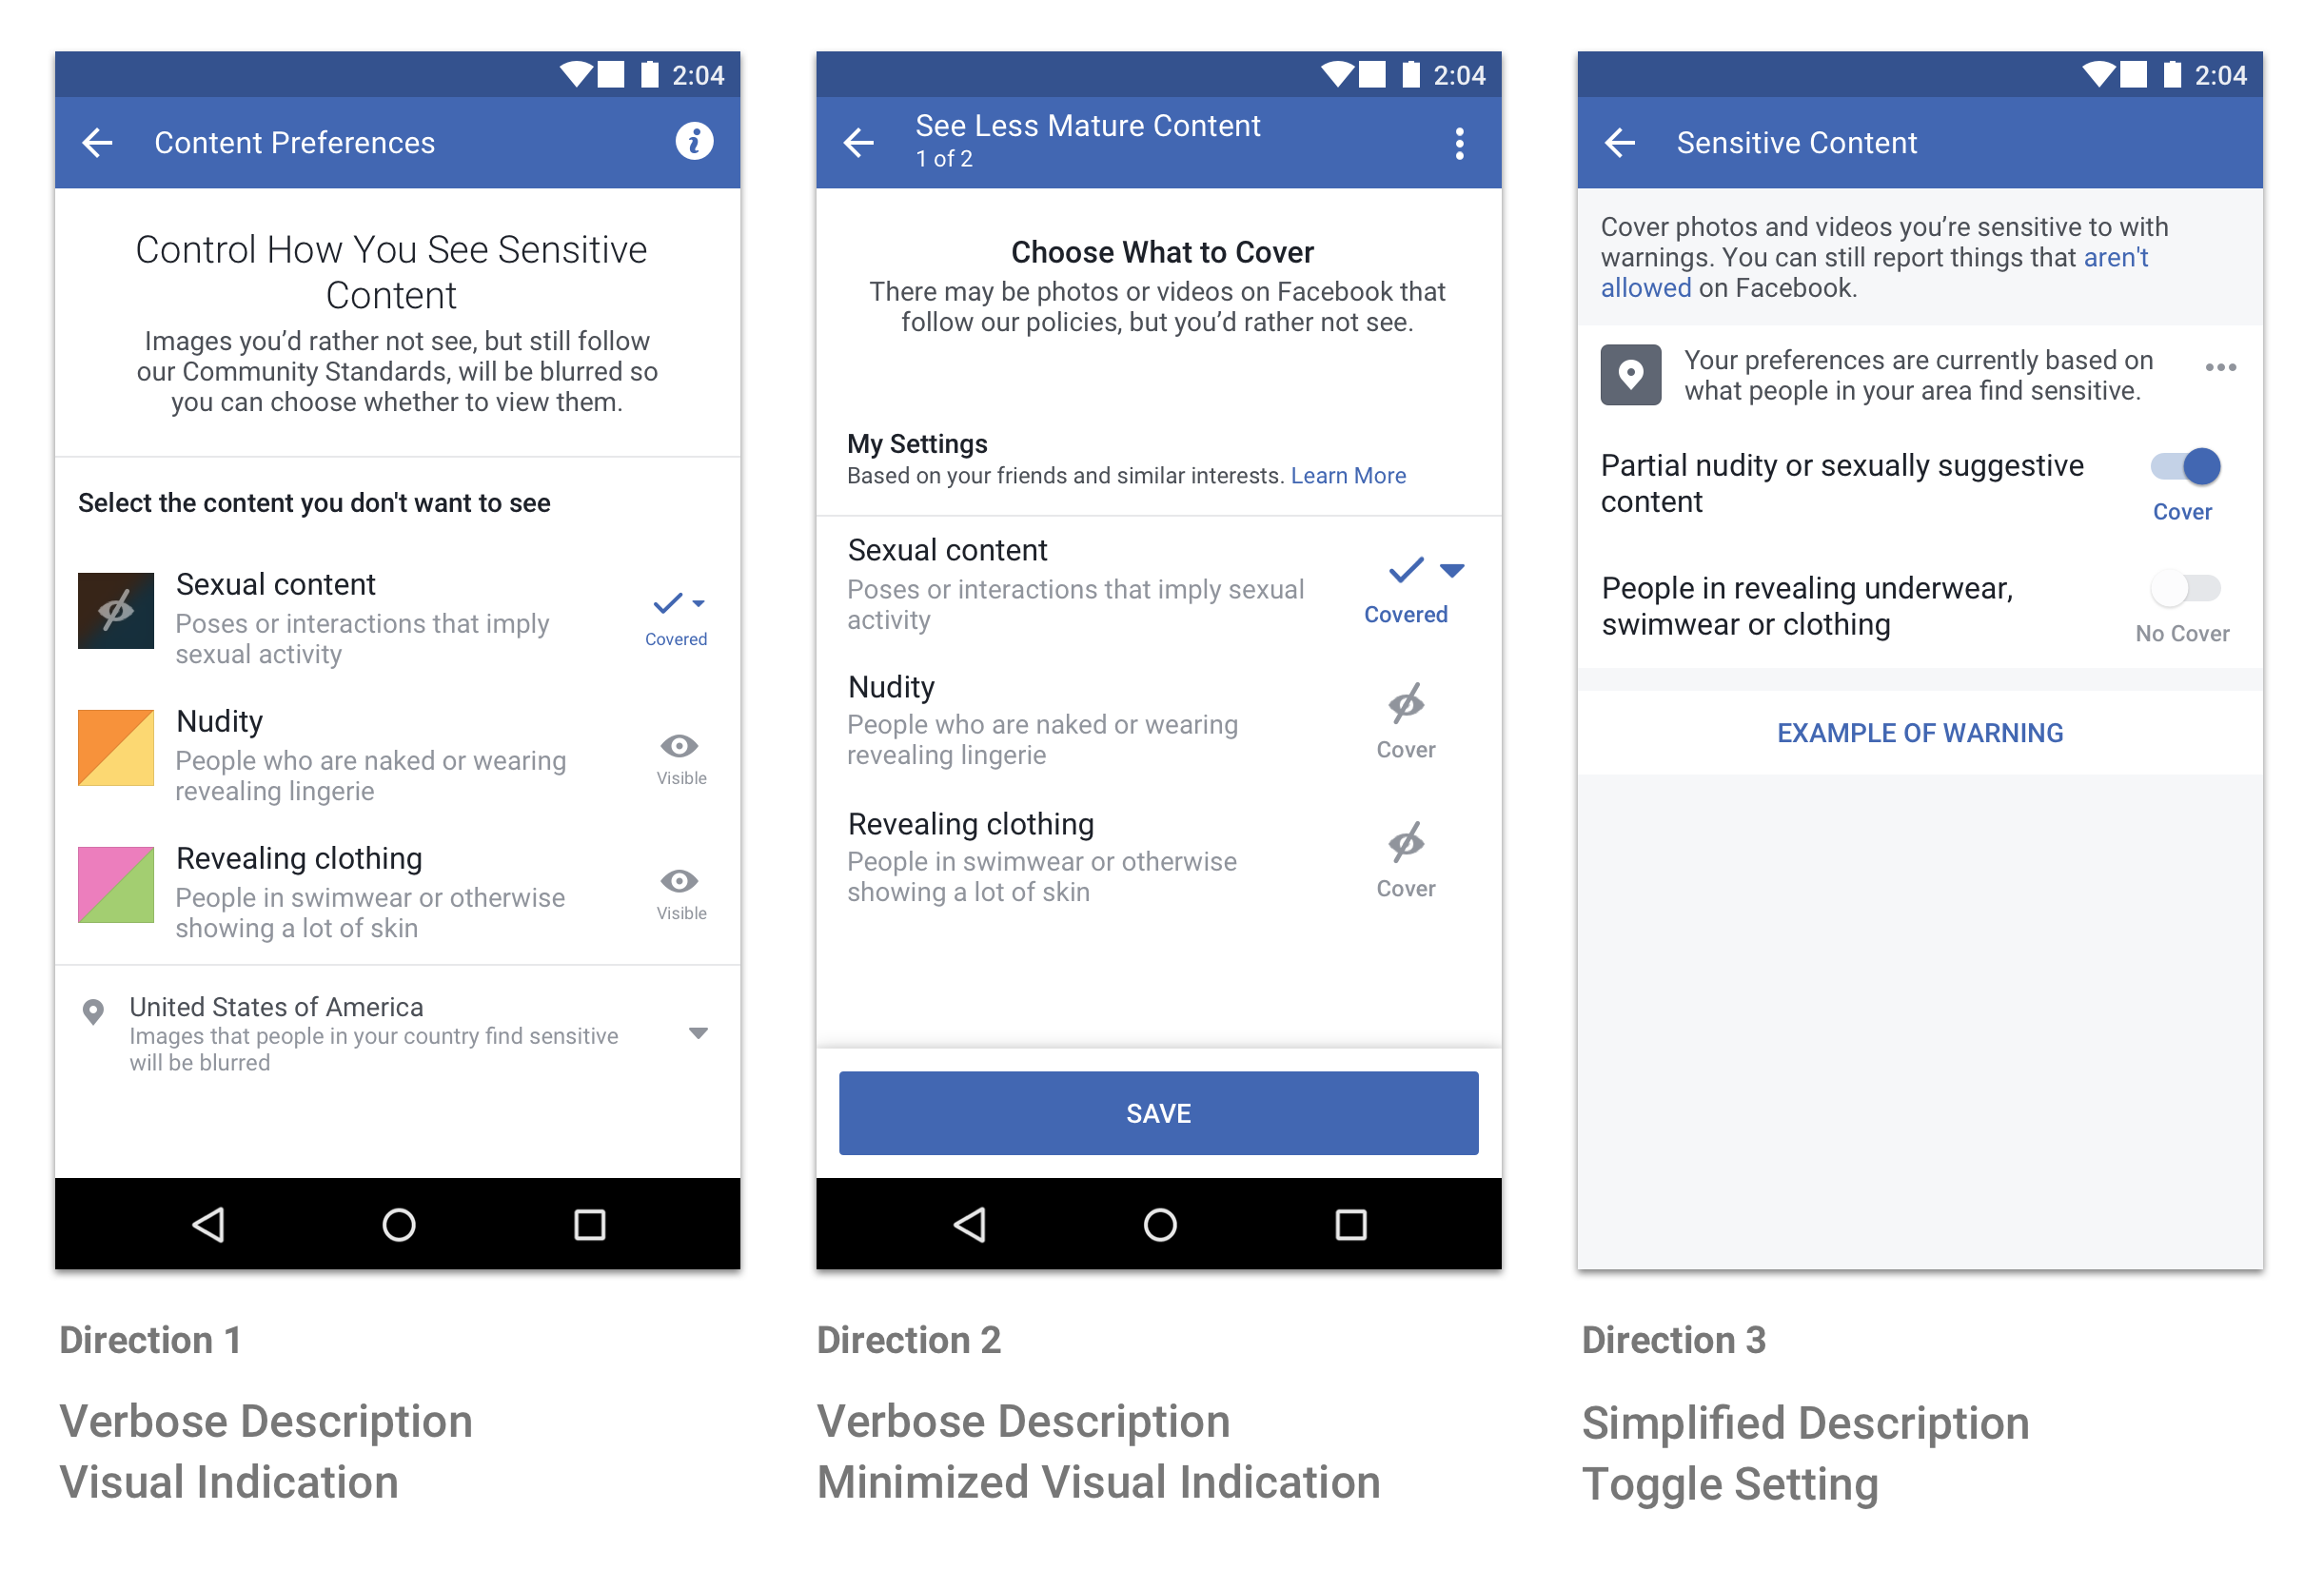 2:04
Content Preferences
Control How You See Sensitive
Content
Images you’d rather not see, but still follow
our Community Standards, will be blurred so
you can choose whether to view them.
Select the content you don't want to see
Sexual content
Poses or interactions that imply
sexual activity
Covered
Nudity
People who are naked or wearing
revealing lingerie
Visible
Revealing clothing
People in swimwear or otherwise
showing a lot of skin
Visible
United States of America
Images that people in your country find sensitive
will be blurred
Direction 1
Verbose Description
Visual Indication
2:04
See Less Mature Content
1 of 2
Choose What to Cover
There may be photos or videos on Facebook that
follow our policies, but you’d rather not see.
My Settings
Based on your friends and similar interests. Learn More
Sexual content
Poses or interactions that imply sexual
activity
Covered
Nudity
People who are naked or wearing
revealing lingerie
Cover
Revealing clothing
People in swimwear or otherwise
showing a lot of skin
Cover
SAVE
Direction 2
Verbose Description
Minimized Visual Indication
2:04
Sensitive Content
Cover photos and videos you’re sensitive to with
warnings. You can still report things that aren't
allowed on Facebook.
Your preferences are currently based on
what people in your area find sensitive.
Partial nudity or sexually suggestive
content
Cover
People in revealing underwear,
swimwear or clothing
No Cover
EXAMPLE OF WARNING
Direction 3
Simplified Description
Toggle Setting